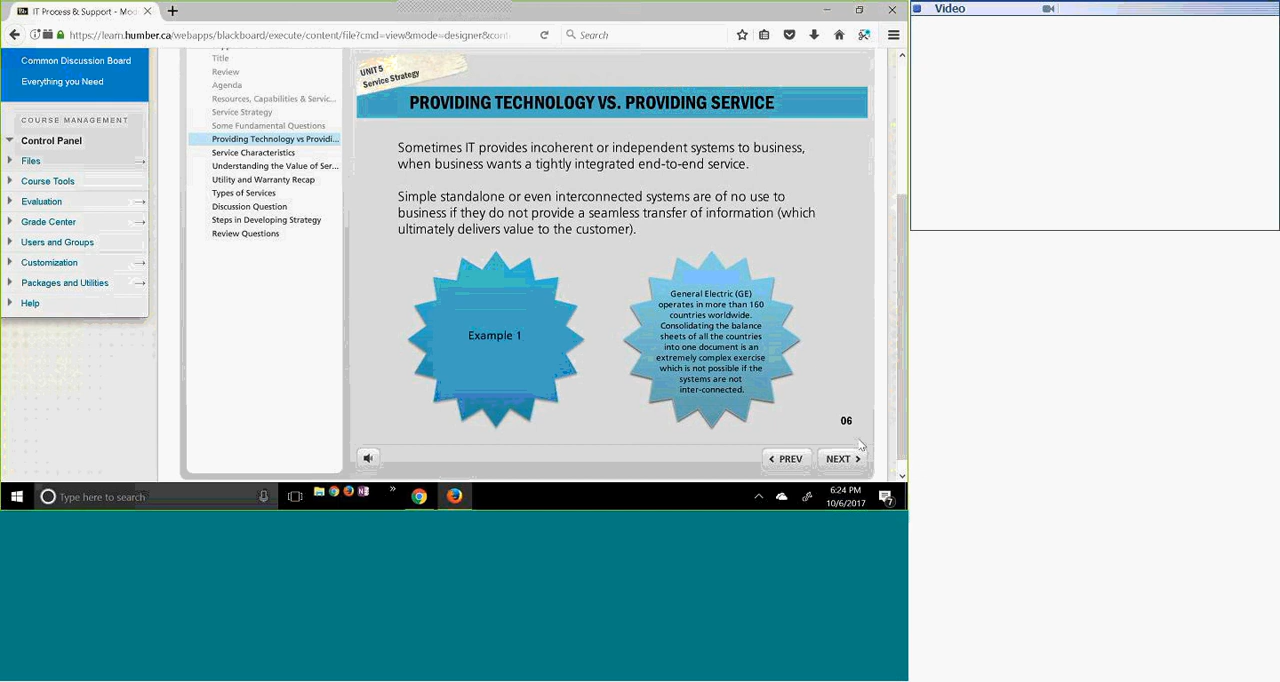 IT Process & Support - Mod
Video
https://learn.humber.ca/webapps/blackboard/execute/content/file?cmd=view&mode=designer&cont
Search
Common Discussion Board
Everything you Need
COURSE MANAGEMENT
Control Panel
Files
Course Tools
Evaluation
Grade Center
Users and Groups
Customization
Packages and Utilities
Help
Title
Review
Agenda
Resources, Capabilities & Servic...
Service Strategy
Some Fundamental Questions
Providing Technology vs Providi...
Service Characteristics
Understanding the Value of Ser...
Utility and Warranty Recap
Types of Services
Discussion Question
Steps in Developing Strategy
Review Questions
UNIT 5
Service Strategy
PROVIDING TECHNOLOGY VS. PROVIDING SERVICE
Sometimes IT provides incoherent or independent systems to business,
when business wants a tightly integrated end-to-end service.
Simple standalone or even interconnected systems are of no use to
business if they do not provide a seamless transfer of information (which
ultimately delivers value to the customer).
Example 1
General Electric (GE)
operates in more than 160
countries worldwide.
Consolidating the balance
sheets of all the countries
into one document is an
extremely complex exercise
which is not possible if the
systems are not
inter-connected.
06
PREV
NEXT
Type here to search
6:24 PM
10/6/2017
7